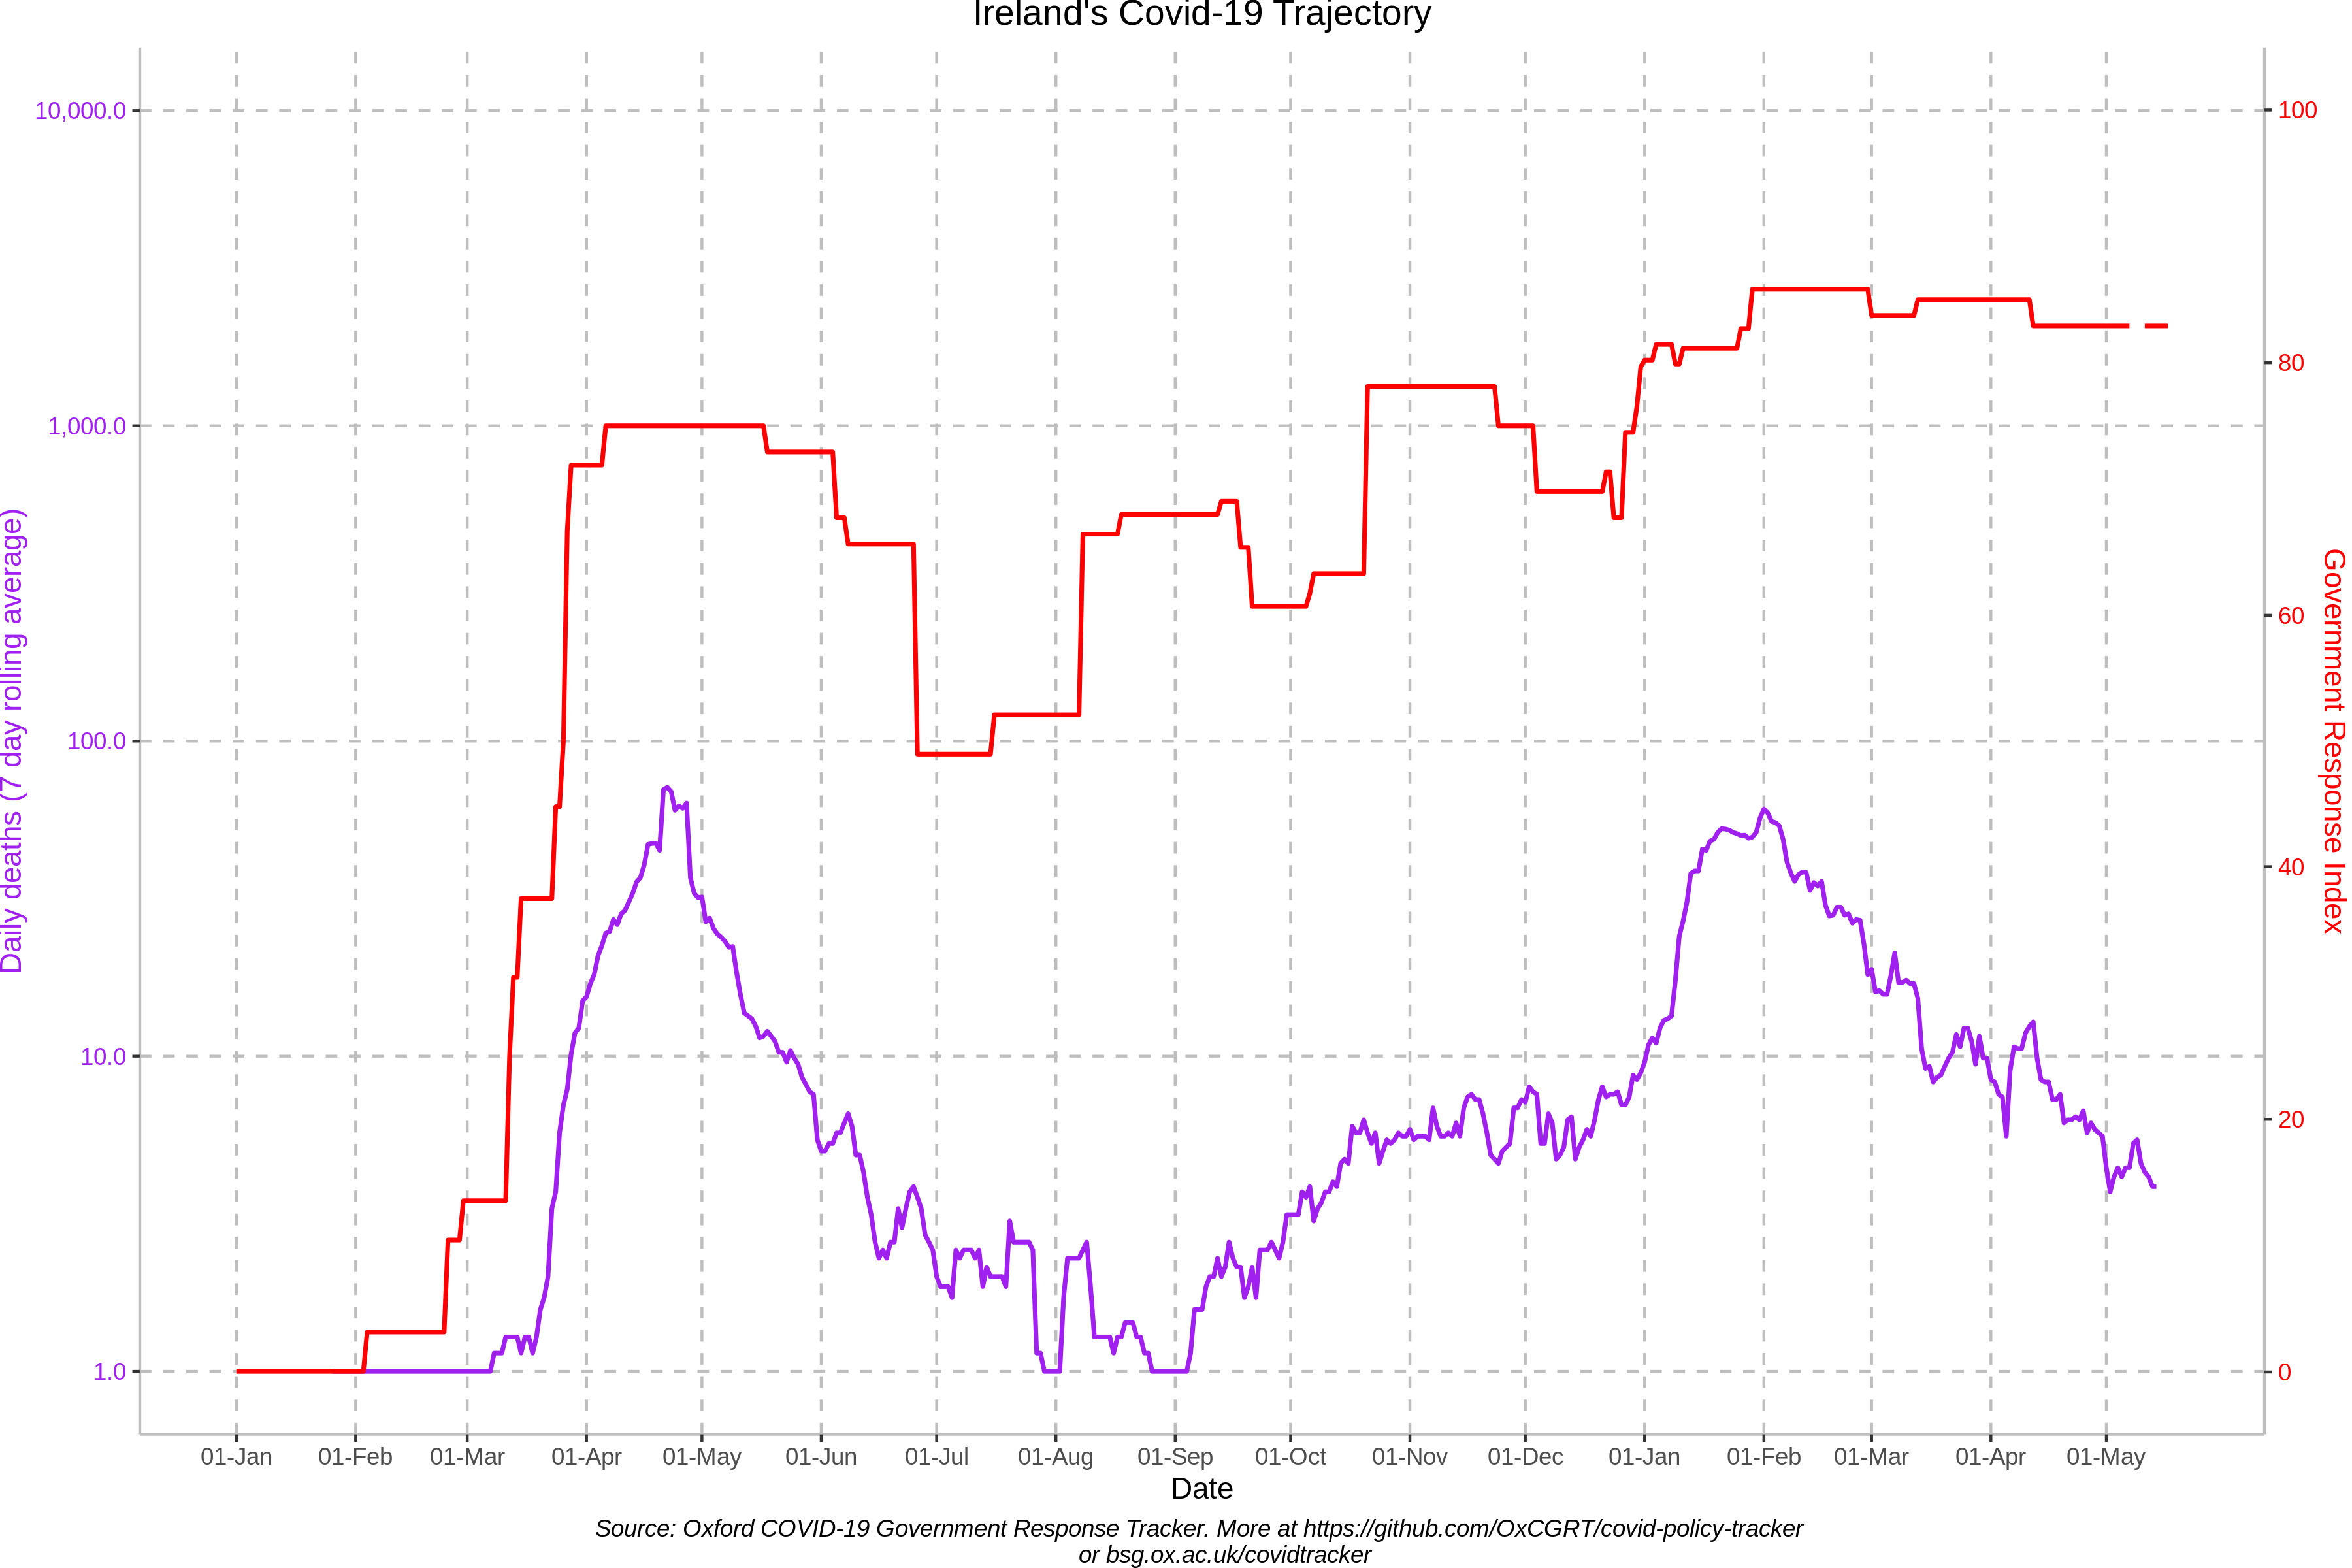 Ireland's Covid-19 Trajectory
10,000.0
1,000.0
100.0
10.0
1.0
Daily deaths (7 day rolling average)
100
80
60
40
20
0
Government Response Index
01-Jan 01-Feb 01-Mar 01-Apr 01-May 01-Jun 01-Jul 01-Aug 01-Sep 01-Oct 01-Nov 01-Dec 01-Jan 01-Feb 01-Mar 01-Apr 01-May
Date
Source: Oxford COVID-19 Government Response Tracker. More at https://github.com/OxCGRT/covid-policy-tracker
or bsg.ox.ac.uk/covidtracker